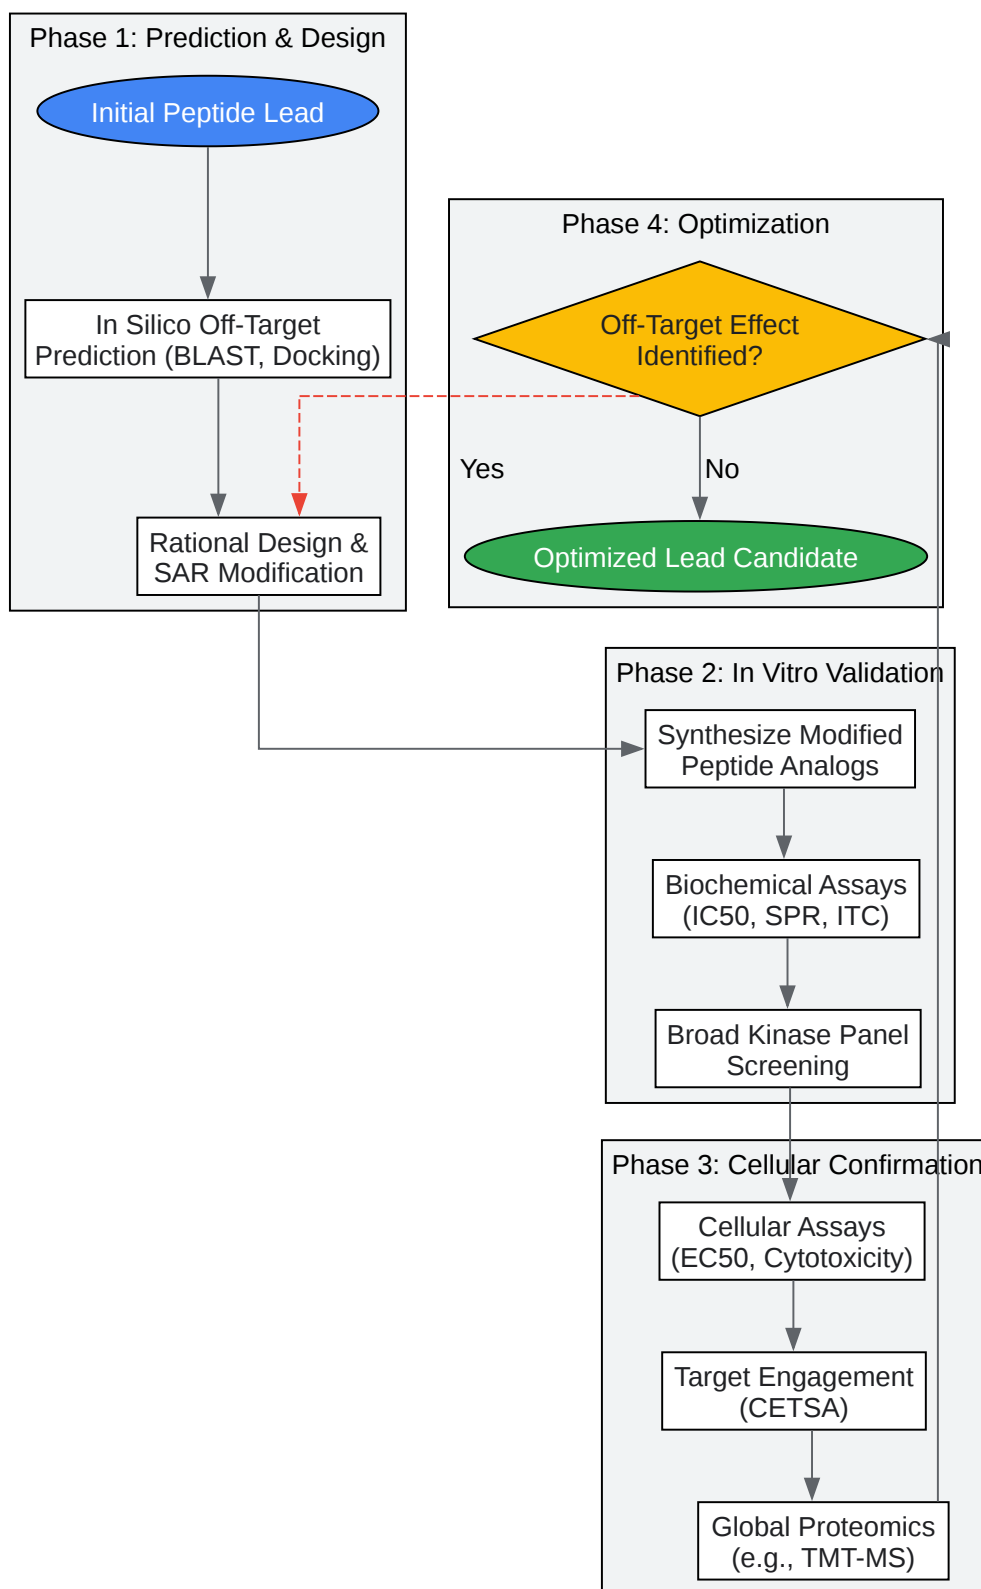 Phase 1: Prediction & Design
Initial Peptide Lead
In Silico Off-Target
Prediction (BLAST, Docking)
Rational Design &
SAR Modification
Phase 4: Optimization
Off-Target Effect
Identified?
Yes
No
Optimized Lead Candidate
Phase 2: In Vitro Validation
Synthesize Modified
Peptide Analogs
Biochemical Assays
(IC50, SPR, ITC)
Broad Kinase Panel
Screening
Phase 3: Cellular Confirmation
Cellular Assays
(EC50, Cytotoxicity)
Target Engagement
(CETSA)
Global Proteomics
(e.g., TMT-MS)